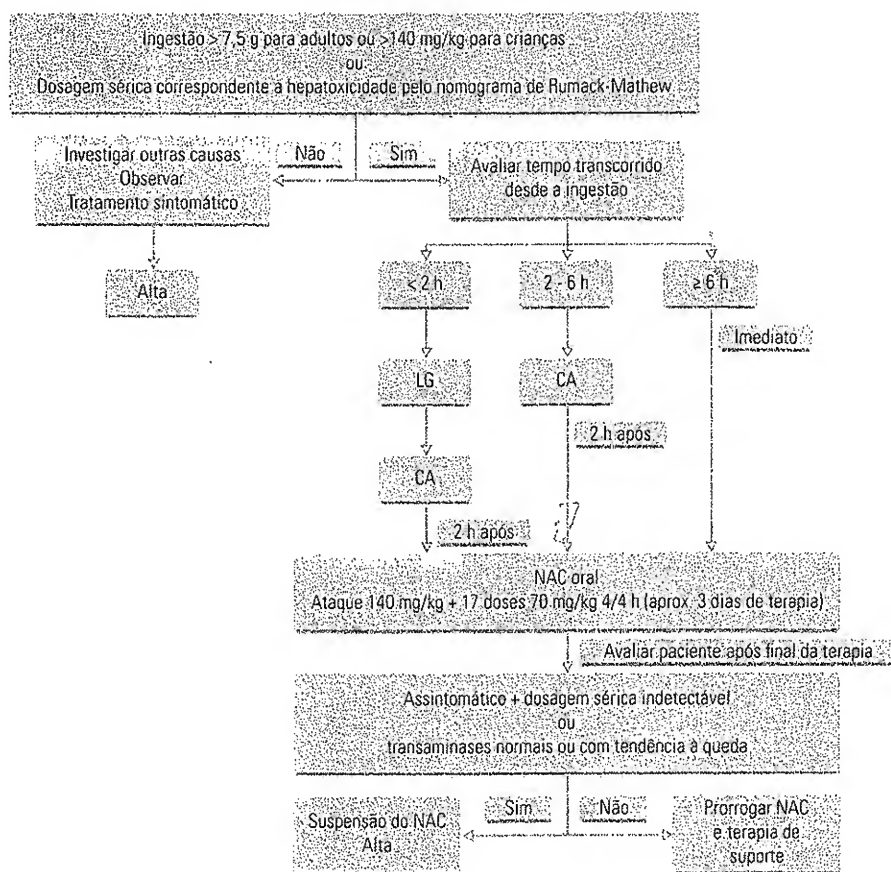 Ingestão > 7,5 g para adultos ou >140 mg/kg para crianças
ou
Dosagem sérica correspondente a hepatoxicidade pelo nomograma de Rumack-Mathew
Investigar outras causas
Observar
Tratamento sintomático
Não
Sim
Avaliar tempo transcorrido
desde a ingestão
Alta
< 2 h
2 - 6 h
≥ 6 h
Imediato
LG
CA
2 h após
CA
2 h após
NAC oral
Ataque 140 mg/kg + 17 doses 70 mg/kg 4/4 h (aprox. 3 dias de terapia)
Avaliar paciente após final da terapia
Assintomático + dosagem sérica indetectável
ou
transaminases normais ou com tendência à queda
Suspensão do NAC
Alta
Sim
Não
Prorrogar NAC
e terapia de
suporte